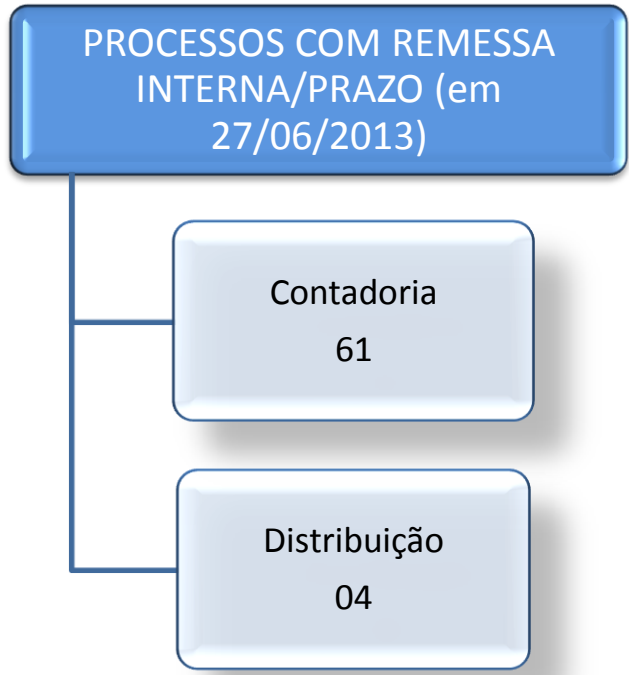 PROCESSOS COM REMESSA
INTERNA/PRAZO (em
27/06/2013)
Contadoria
61
Distribuição
04